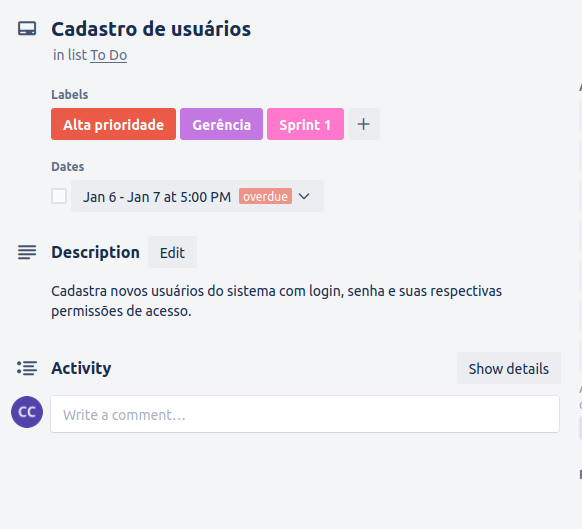 Cadastro de usuários
in list To Do
Labels
Alta prioridade Gerência Sprint 1 +
Dates
Jan 6 - Jan 7 at 5:00 PM overdue
Description Edit
Cadastra novos usuários do sistema com login, senha e suas respectivas
permissões de acesso.
Activity Show details
CC Write a comment…